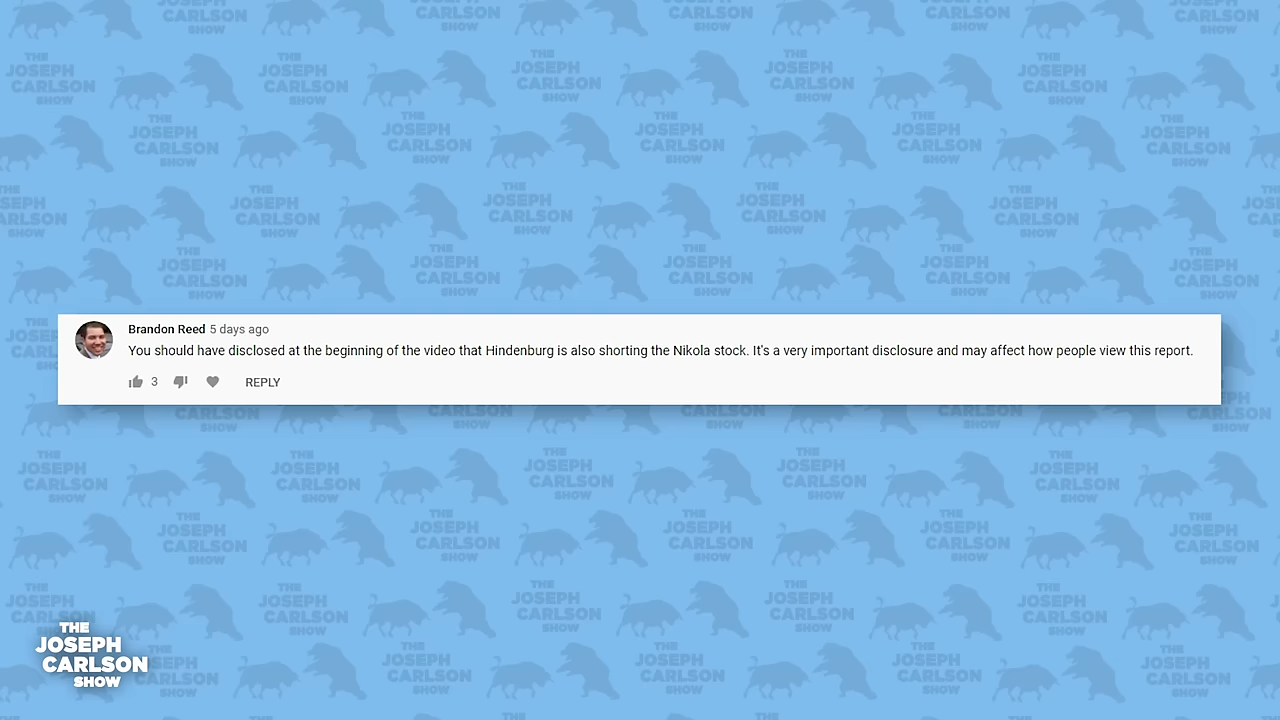 Brandon Reed 5 days ago
You should have disclosed at the beginning of the video that Hindenburg is also shorting the Nikola stock. It's a very important disclosure and may affect how people view this report.
3 REPLY
THE
JOSEPH
CARLSON
SHOW